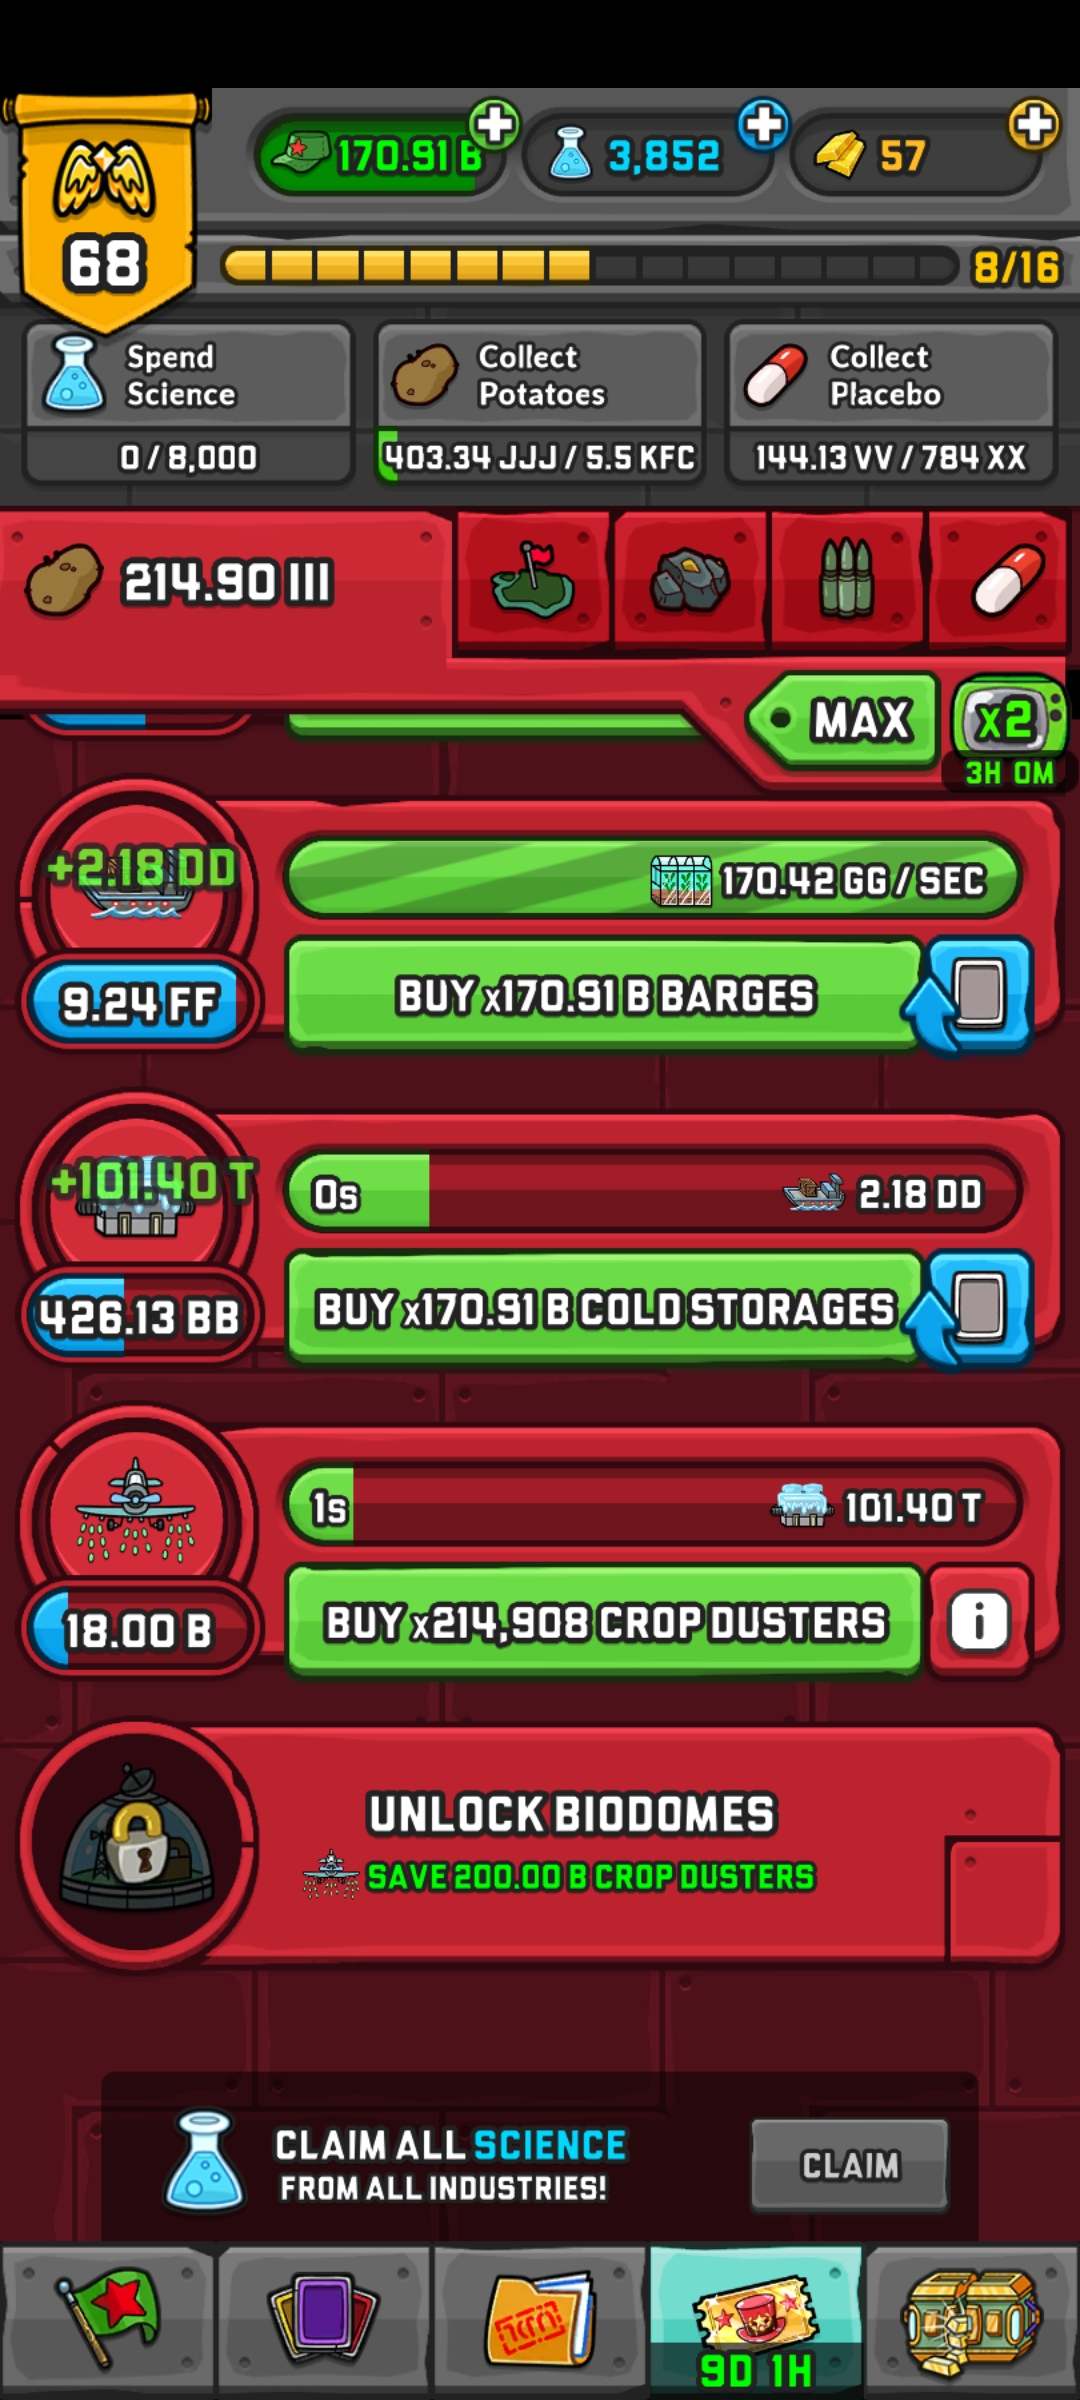 170.91 B
3,852
57
68
8/16
Spend
Science
0 / 8,000
Collect
Potatoes
403.34 JJJ / 5.5 KFC
Collect
Placebo
144.13 VV / 784 XX
214.90 III
MAX
x2
3H 0M
+2.18 DD
170.42 GG / SEC
9.24 FF
BUY x170.91 B BARGES
+101.40 T
0s
2.18 DD
426.13 BB
BUY x170.91 B COLD STORAGES
1s
101.40 T
18.00 B
BUY x214,908 CROP DUSTERS
i
UNLOCK BIODOMES
SAVE 200.00 B CROP DUSTERS
CLAIM ALL SCIENCE
FROM ALL INDUSTRIES!
CLAIM
9D 1H